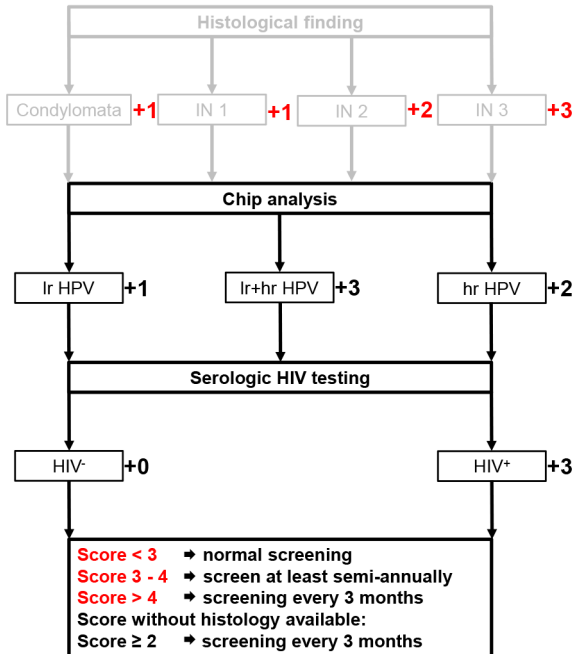 Histological finding
Condylomata +1 IN 1 +1 IN 2 +2 IN 3 +3
Chip analysis
lr HPV +1 lr+hr HPV +3 hr HPV +2
Serologic HIV testing
HIV⁻ +0 HIV⁺ +3
Score < 3 ➡ normal screening
Score 3 - 4 ➡ screen at least semi-annually
Score > 4 ➡ screening every 3 months
Score without histology available:
Score ≥ 2 ➡ screening every 3 months